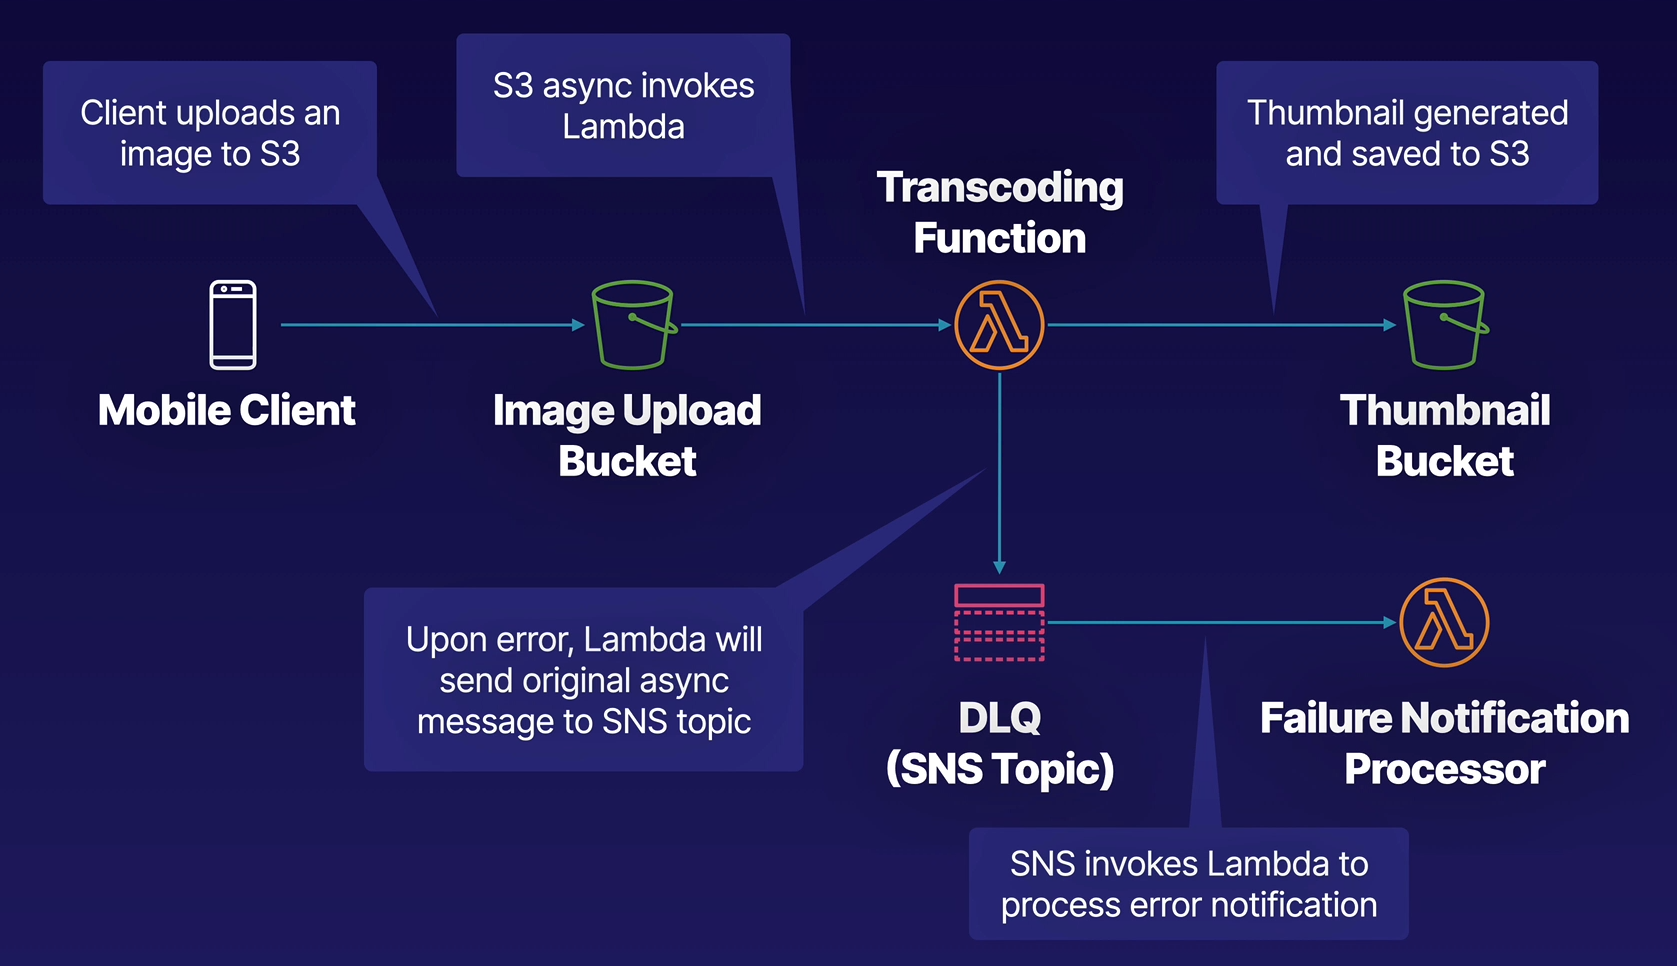 Client uploads an
image to S3
S3 async invokes
Lambda
Thumbnail generated
and saved to S3
Transcoding
Function
Mobile Client
Image Upload
Bucket
Thumbnail
Bucket
Upon error, Lambda will
send original async
message to SNS topic
DLQ
(SNS Topic)
Failure Notification
Processor
SNS invokes Lambda to
process error notification